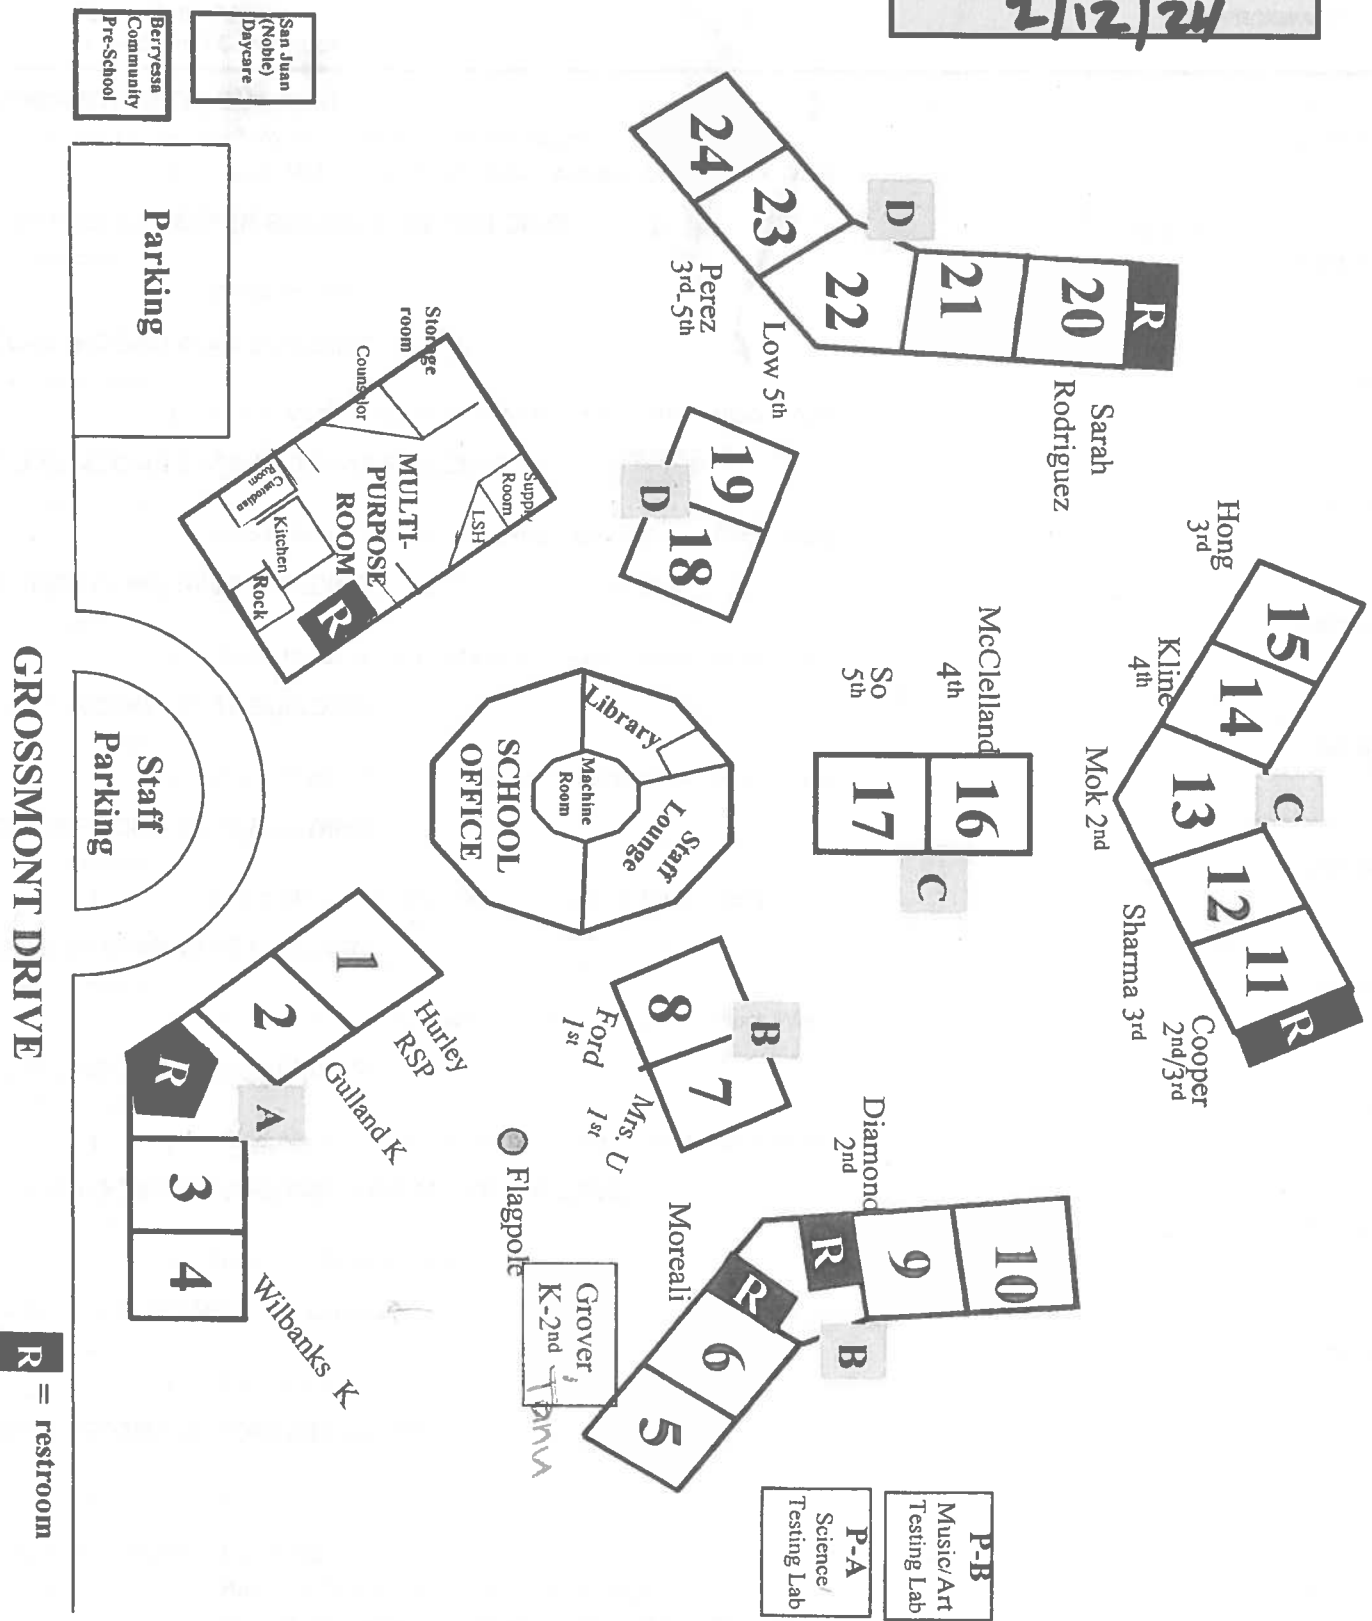 2/12/24
Berryessa
Community
Pre-School
San Juan
(Noble)
Daycare
Parking
24
23
22
21
20
R
D
Perez
3rd-5th
Low 5th
Sarah
Rodriguez
Storage
room
Counselor
MULTI-
PURPOSE
ROOM
Supply
Room
LSH
Custodian
Room
Kitchen
Rock
R
19
18
D
Hong
3rd
Kline
4th
Mok 2nd
Sharma 3rd
Cooper
2nd/3rd
15
14
13
12
11
R
C
McClelland
4th
So
5th
16
17
C
Library
Machine
Room
Staff
Lounge
SCHOOL
OFFICE
Staff
Parking
GROSSMONT DRIVE
1
2
R
3
4
A
Hurley
RSP
Gulland K
Wilbanks K
8
7
B
Ford
1st
Mrs. U
1st
Flagpole
Diamond
2nd
Moreali
10
9
R
R
6
5
B
Grover,
K-2nd
P-B
Music/Art
Testing Lab
P-A
Science/
Testing Lab
R = restroom